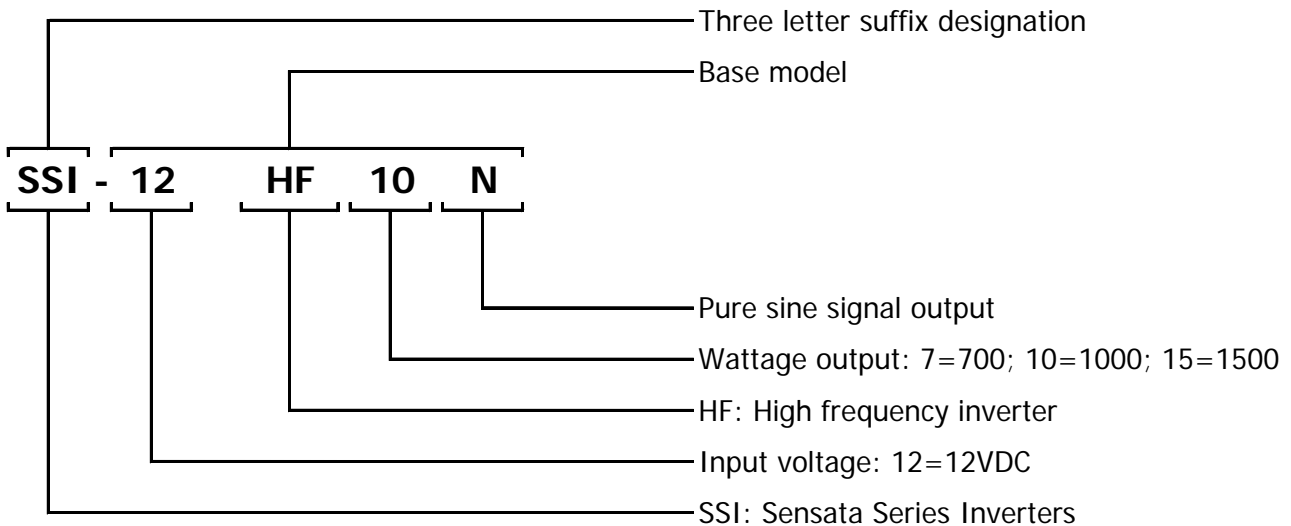 Three letter suffix designation
Base model
SSI - 12 HF 10 N
Pure sine signal output
Wattage output: 7=700; 10=1000; 15=1500
HF: High frequency inverter
Input voltage: 12=12VDC
SSI: Sensata Series Inverters